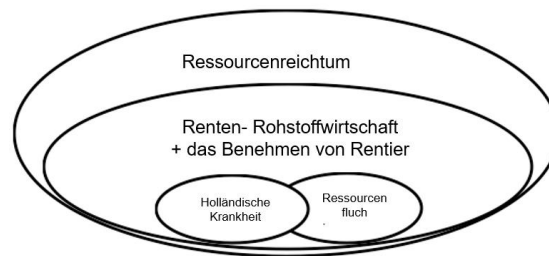 Ressourcenreichtum
Renten- Rohstoffwirtschaft
+ das Benehmen von Rentier
Holländische
Krankheit
Ressourcen
fluch